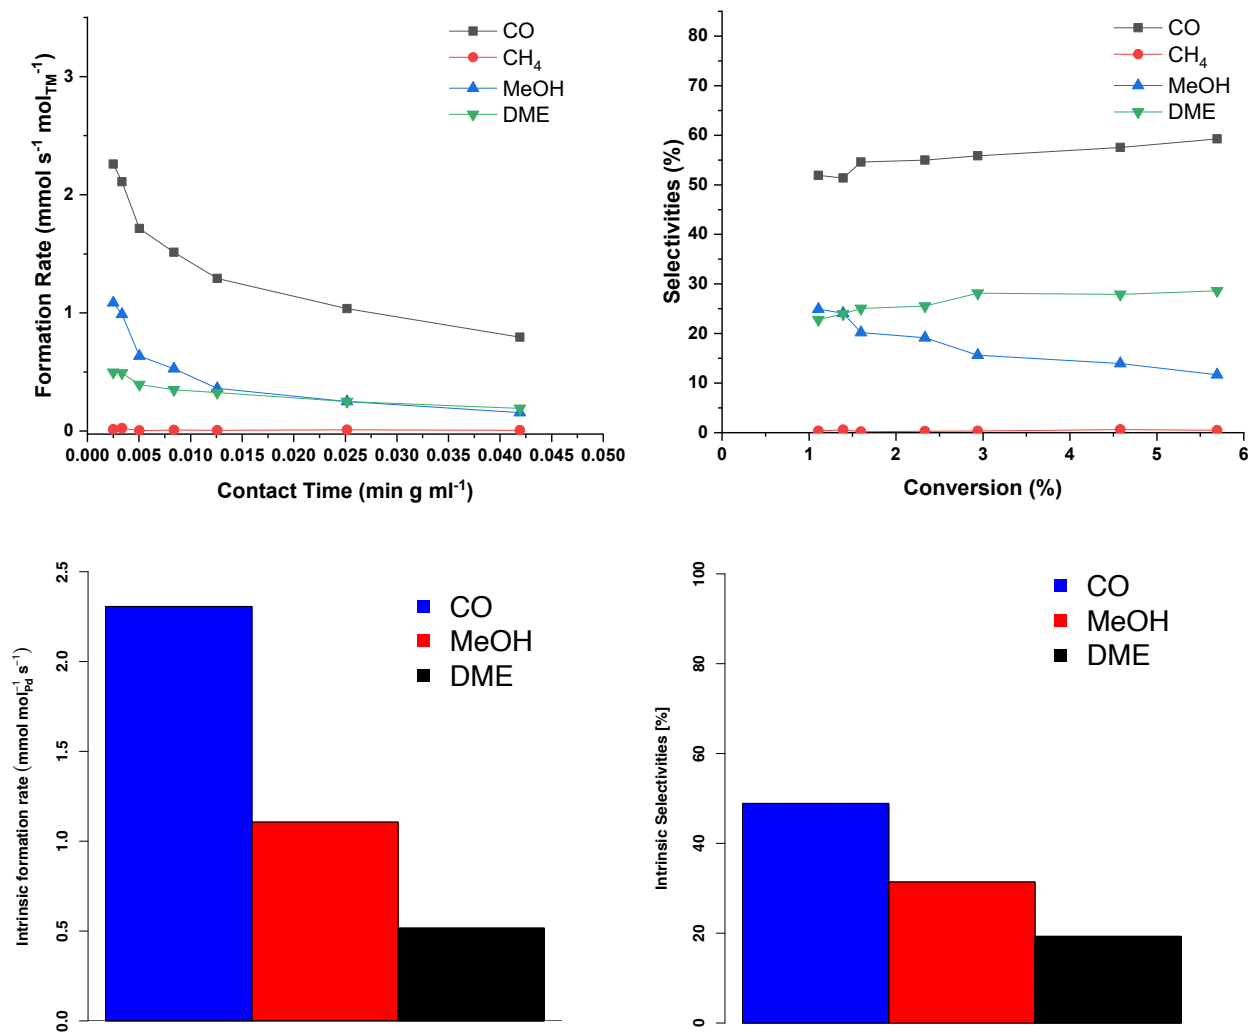 CO
CH4
MeOH
DME
Formation Rate (mmol s-1 molTM-1)
3
2
1
0
0.000 0.005 0.010 0.015 0.020 0.025 0.030 0.035 0.040 0.045 0.050
Contact Time (min g ml-1)
CO
CH4
MeOH
DME
Selectivities (%)
80
70
60
50
40
30
20
10
0
0 1 2 3 4 5 6
Conversion (%)
CO
MeOH
DME
Intrinsic formation rate (mmol molPd-1 s-1)
2.5
2.0
1.5
1.0
0.5
0.0
CO
MeOH
DME
Intrinsic Selectivities [%]
100
80
60
40
20
0